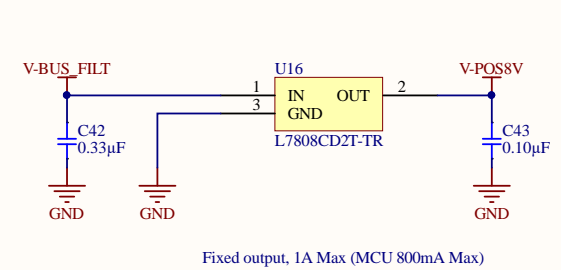 V-BUS_FILT
U16
V-POS8V
1
IN
OUT
2
3
GND
L7808CD2T-TR
C42
0.33µF
C43
0.10µF
GND
GND
GND
Fixed output, 1A Max (MCU 800mA Max)